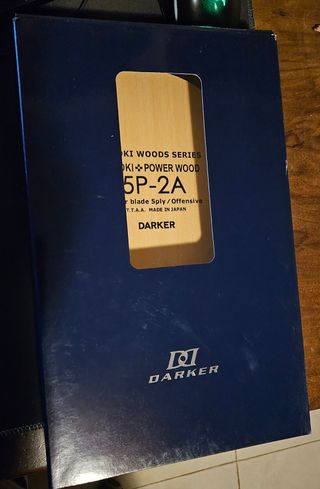 OKI WOODS SERIES
OKI POWER WOOD
5P-2A
r blade 5ply/Offensive
T.T.A.A. MADE IN JAPAN
DARKER
DARKER